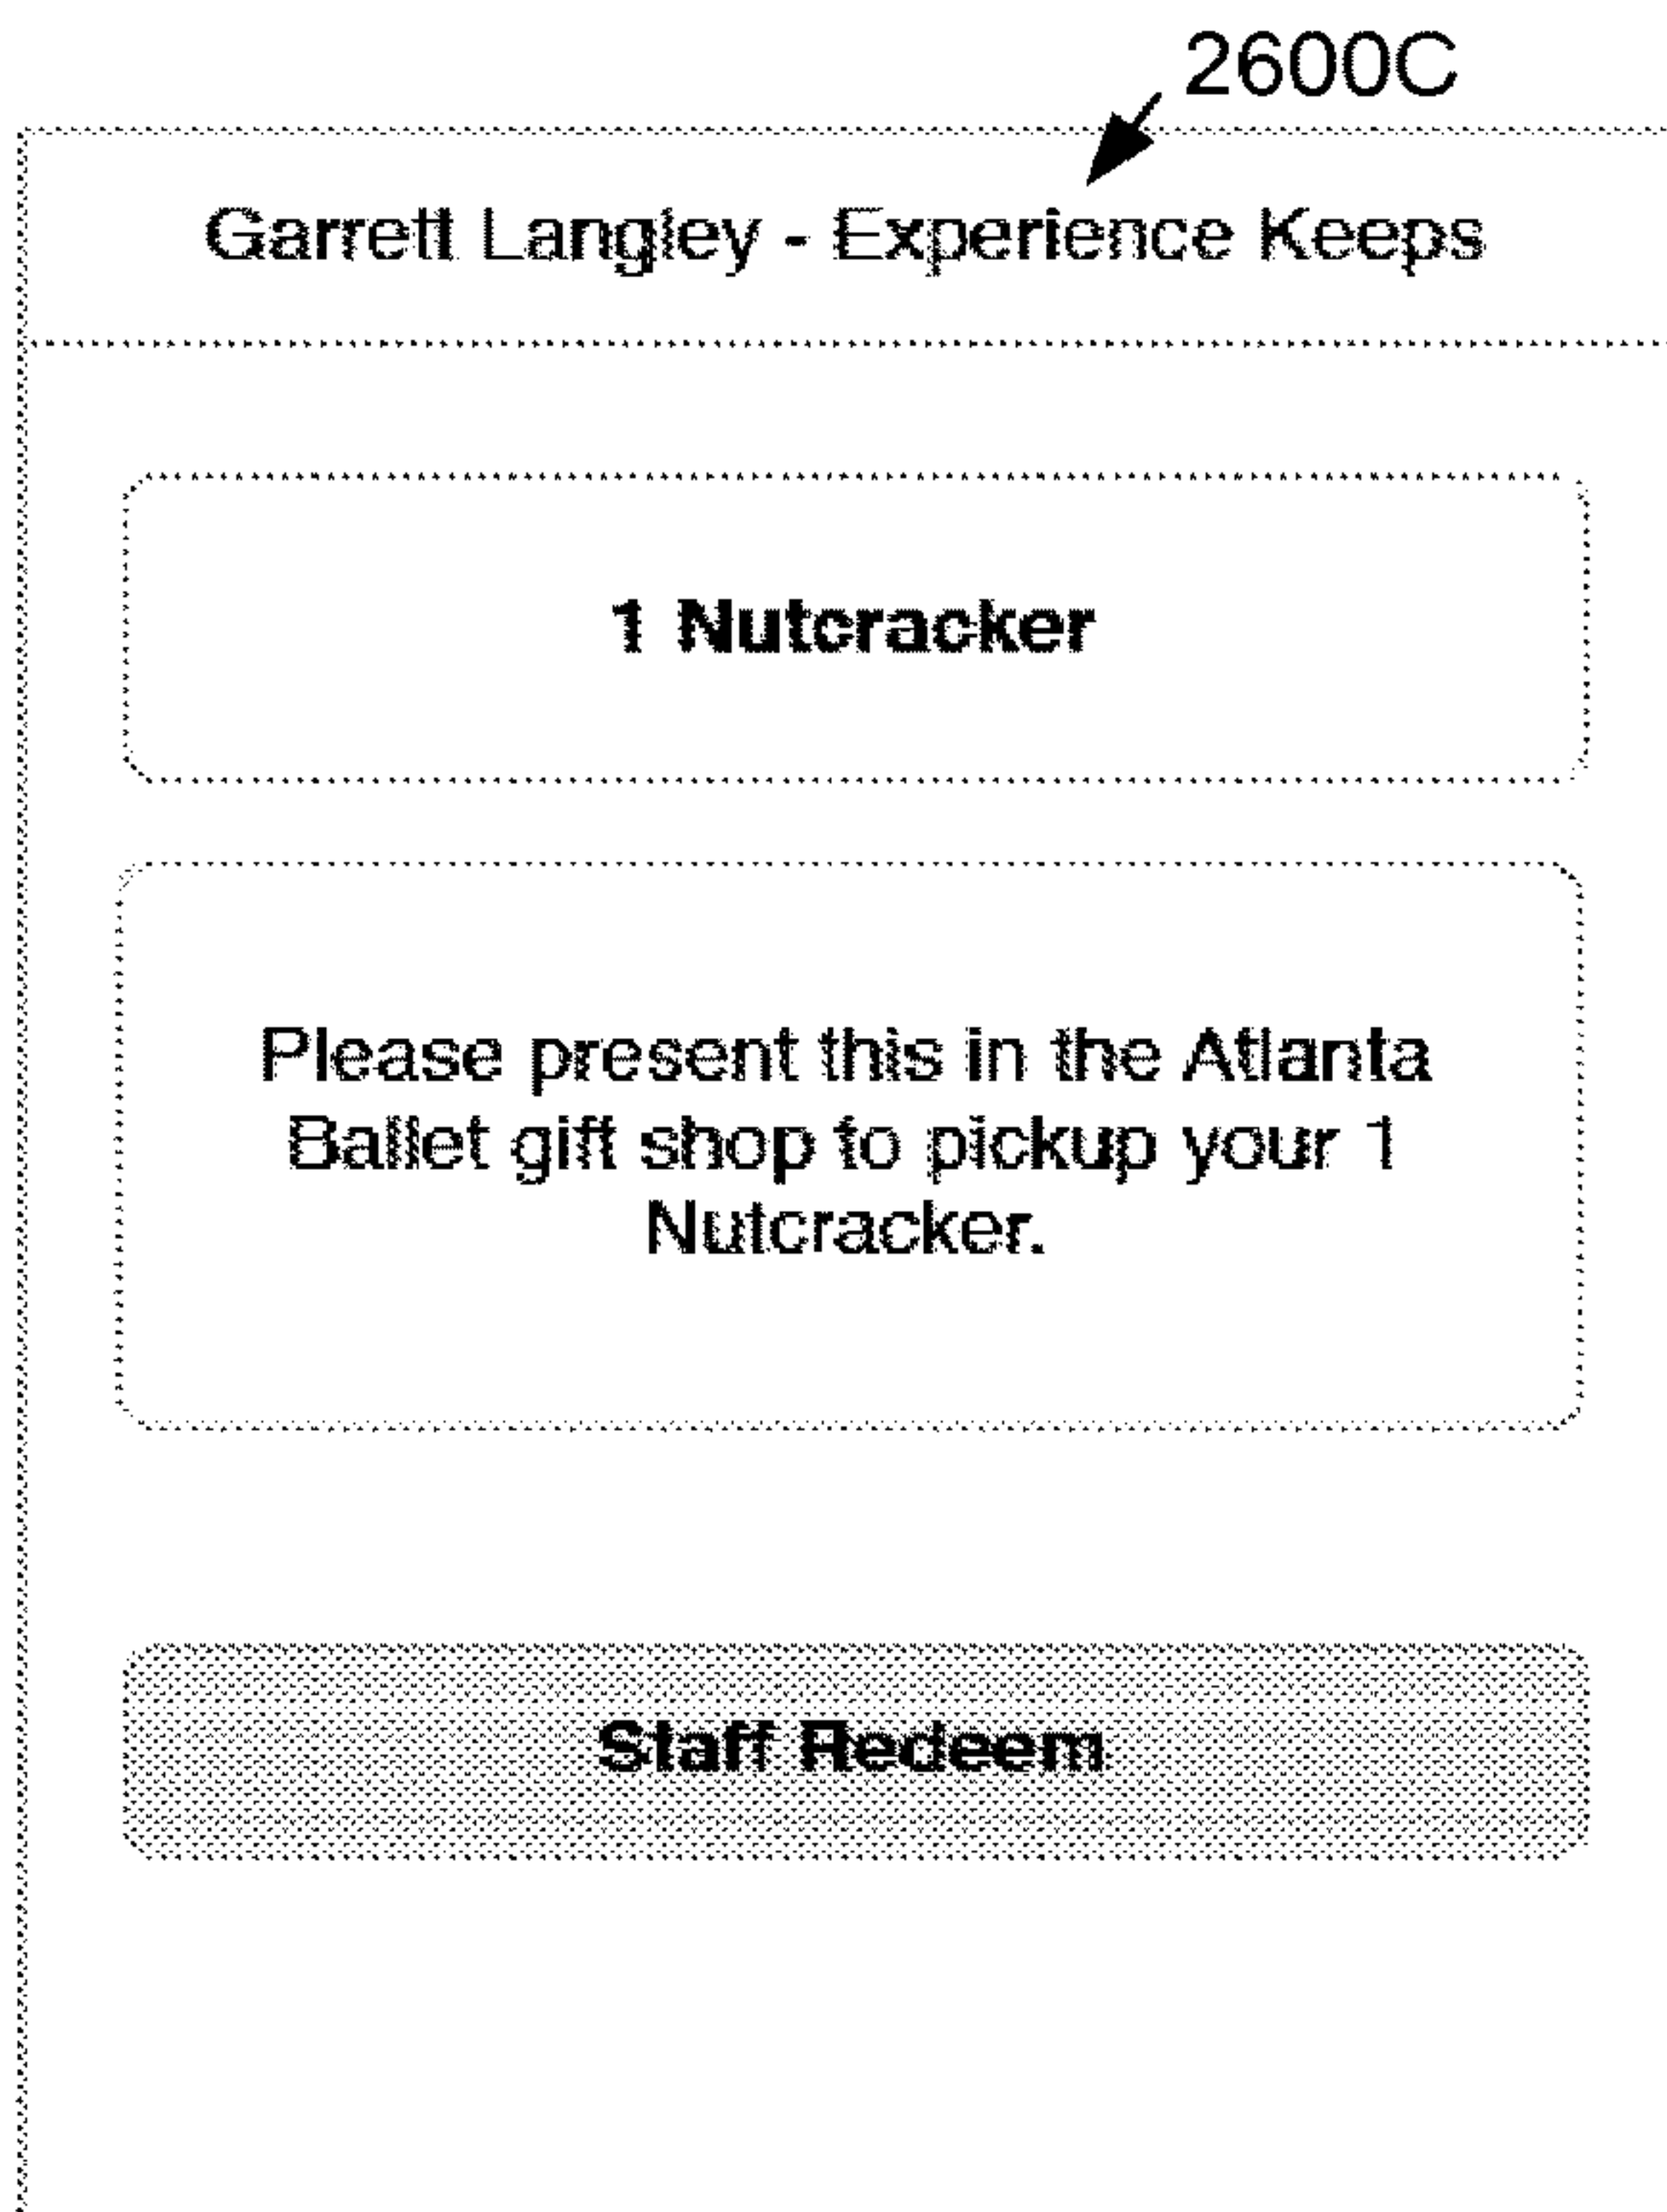 2600C
Garrett Langley - Experience Keeps
1 Nutcracker
Please present this in the Atlanta
Ballet gift shop to pickup your 1
Nutcracker.
Staff Redeem